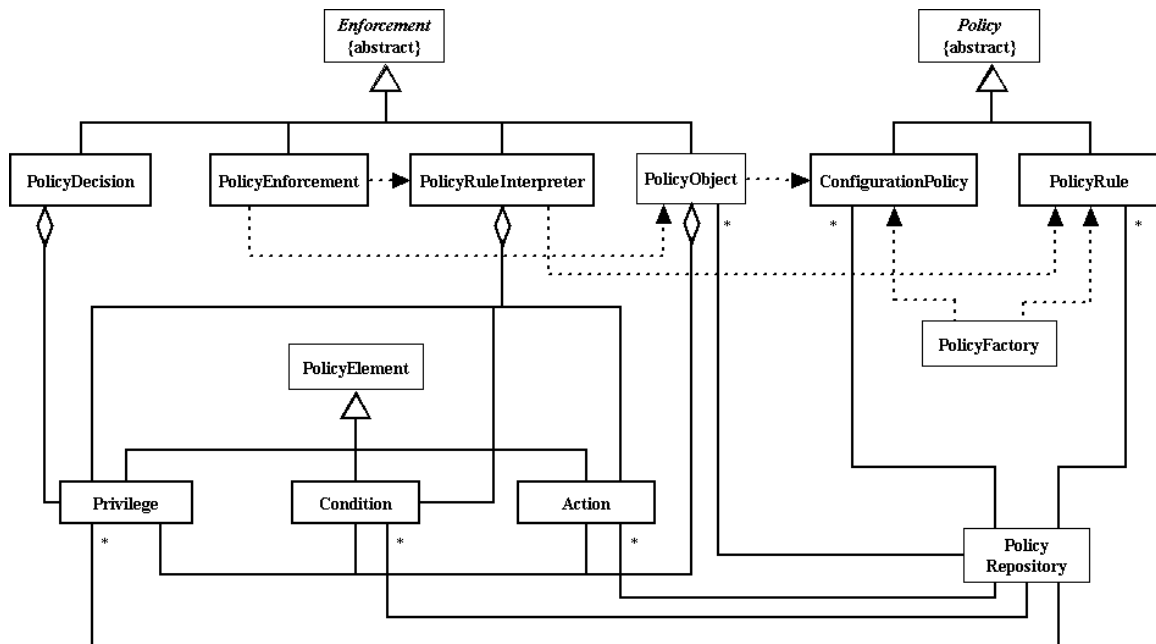 Enforcement
{abstract}
Policy
{abstract}
PolicyDecision
PolicyEnforcement
PolicyRuleInterpreter
PolicyObject
ConfigurationPolicy
PolicyRule
*
*
*
PolicyFactory
PolicyElement
Privilege
Condition
Action
*
*
*
Policy
Repository